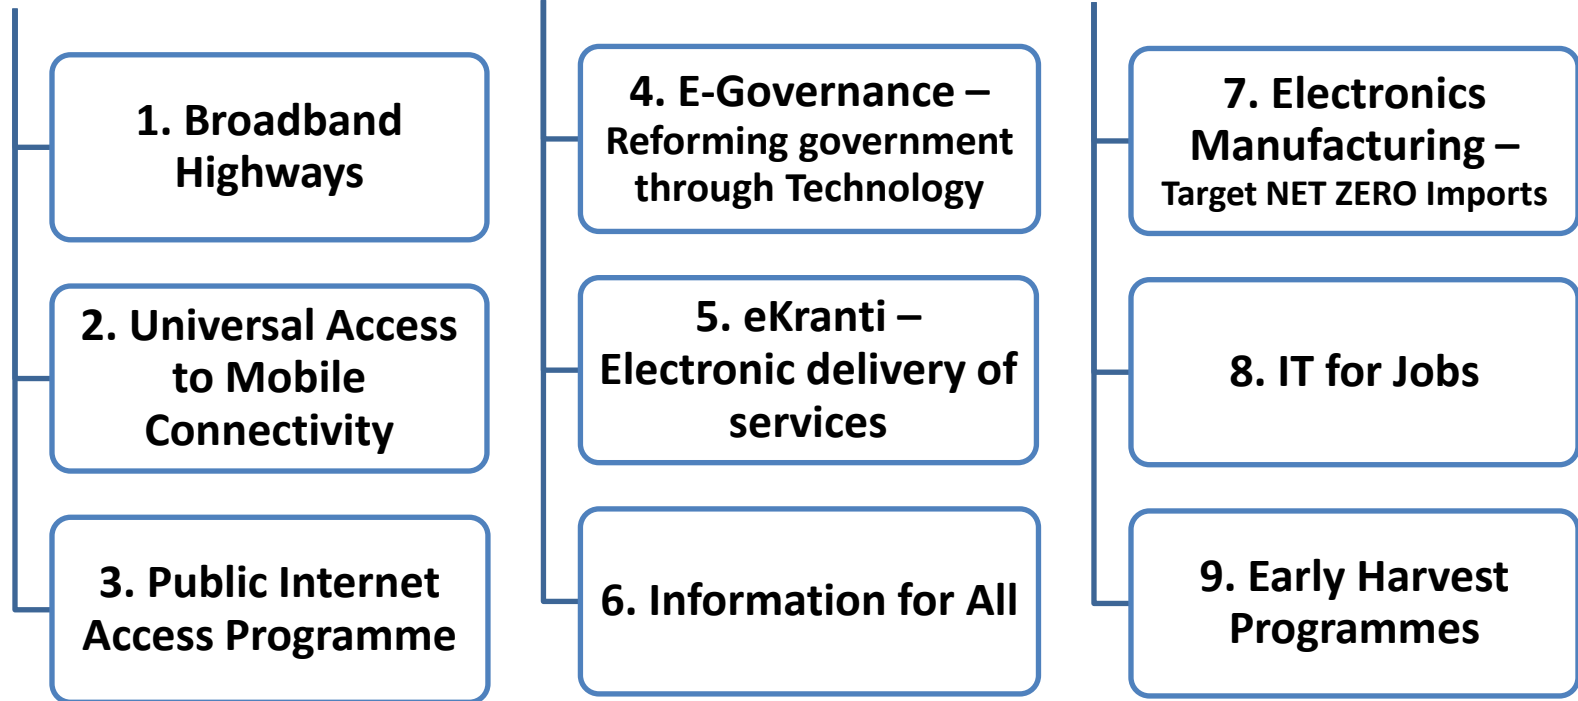 1. Broadband
Highways
2. Universal Access
to Mobile
Connectivity
3. Public Internet
Access Programme
4. E-Governance –
Reforming government
through Technology
5. eKranti –
Electronic delivery of
services
6. Information for All
7. Electronics
Manufacturing –
Target NET ZERO Imports
8. IT for Jobs
9. Early Harvest
Programmes